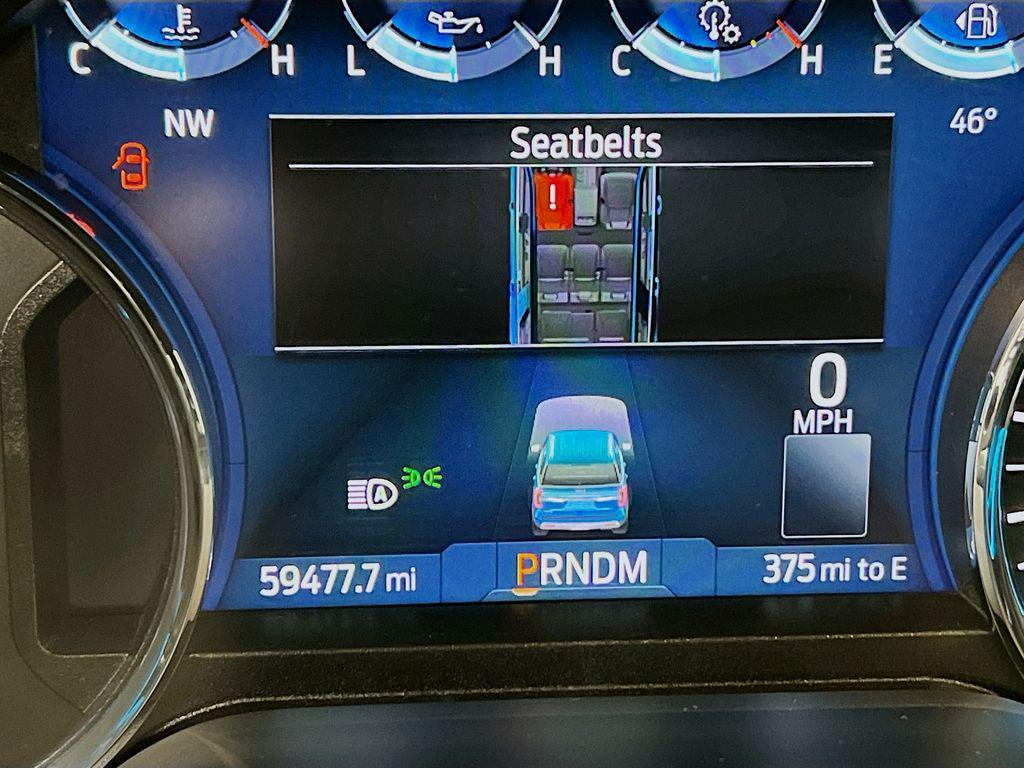 C H L H C H E
NW
46°
Seatbelts
!
0
MPH
A
59477.7 mi
PRNDM
375 mi to E